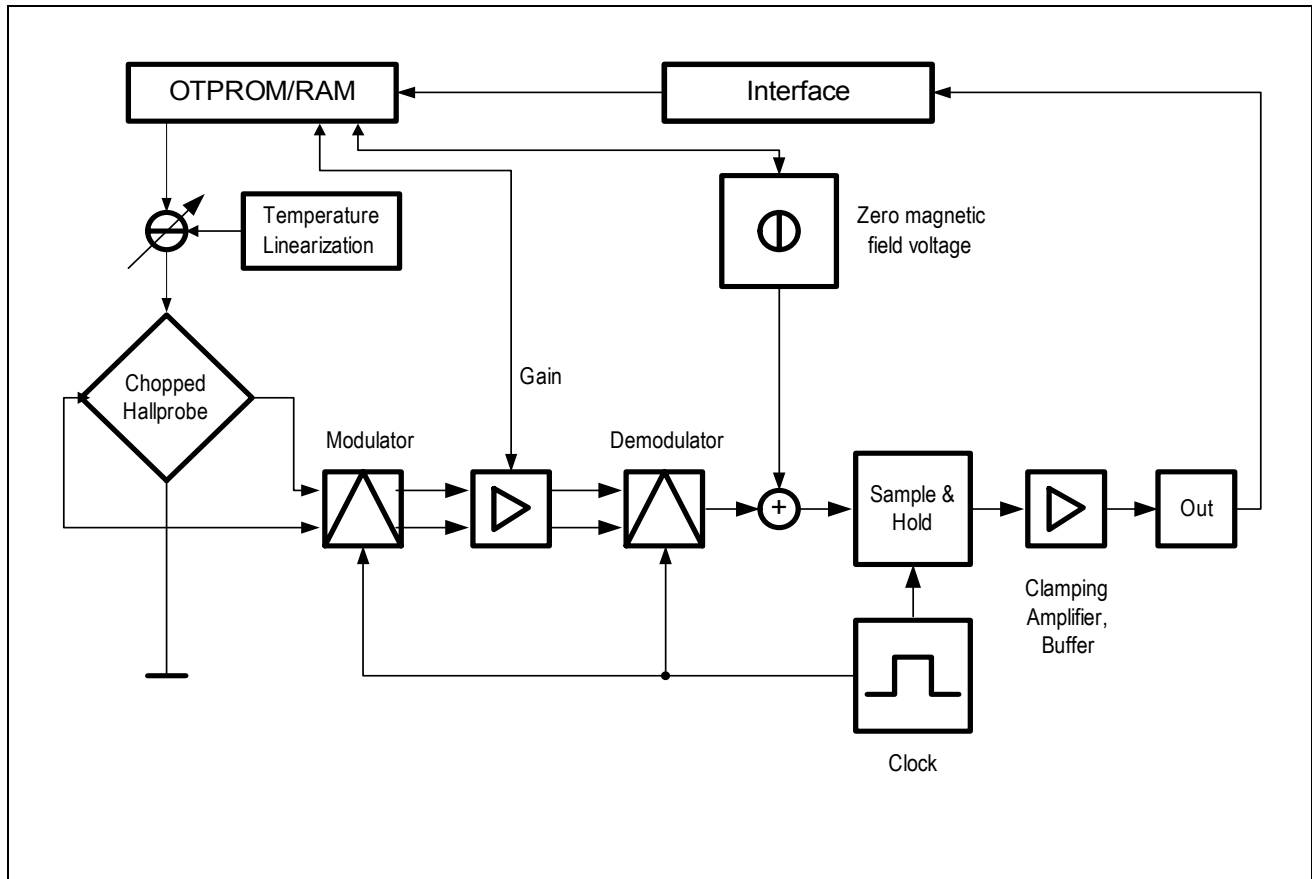 OTPROM/RAM
Interface
Temperature
Linearization
Zero magnetic
field voltage
Chopped
Hallprobe
Gain
Modulator
Demodulator
+
Sample &
Hold
Out
Clamping
Amplifier,
Buffer
Clock